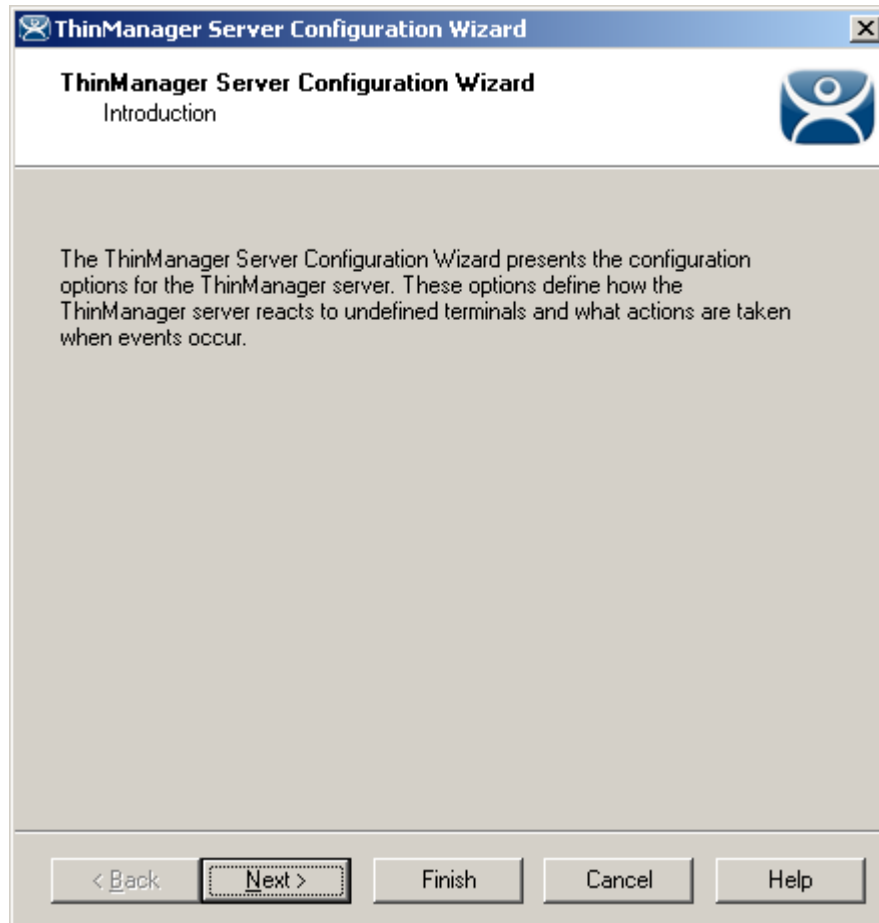 ThinManager Server Configuration Wizard
ThinManager Server Configuration Wizard
Introduction
The ThinManager Server Configuration Wizard presents the configuration
options for the ThinManager server. These options define how the
ThinManager server reacts to undefined terminals and what actions are taken
when events occur.
< Back
Next >
Finish
Cancel
Help